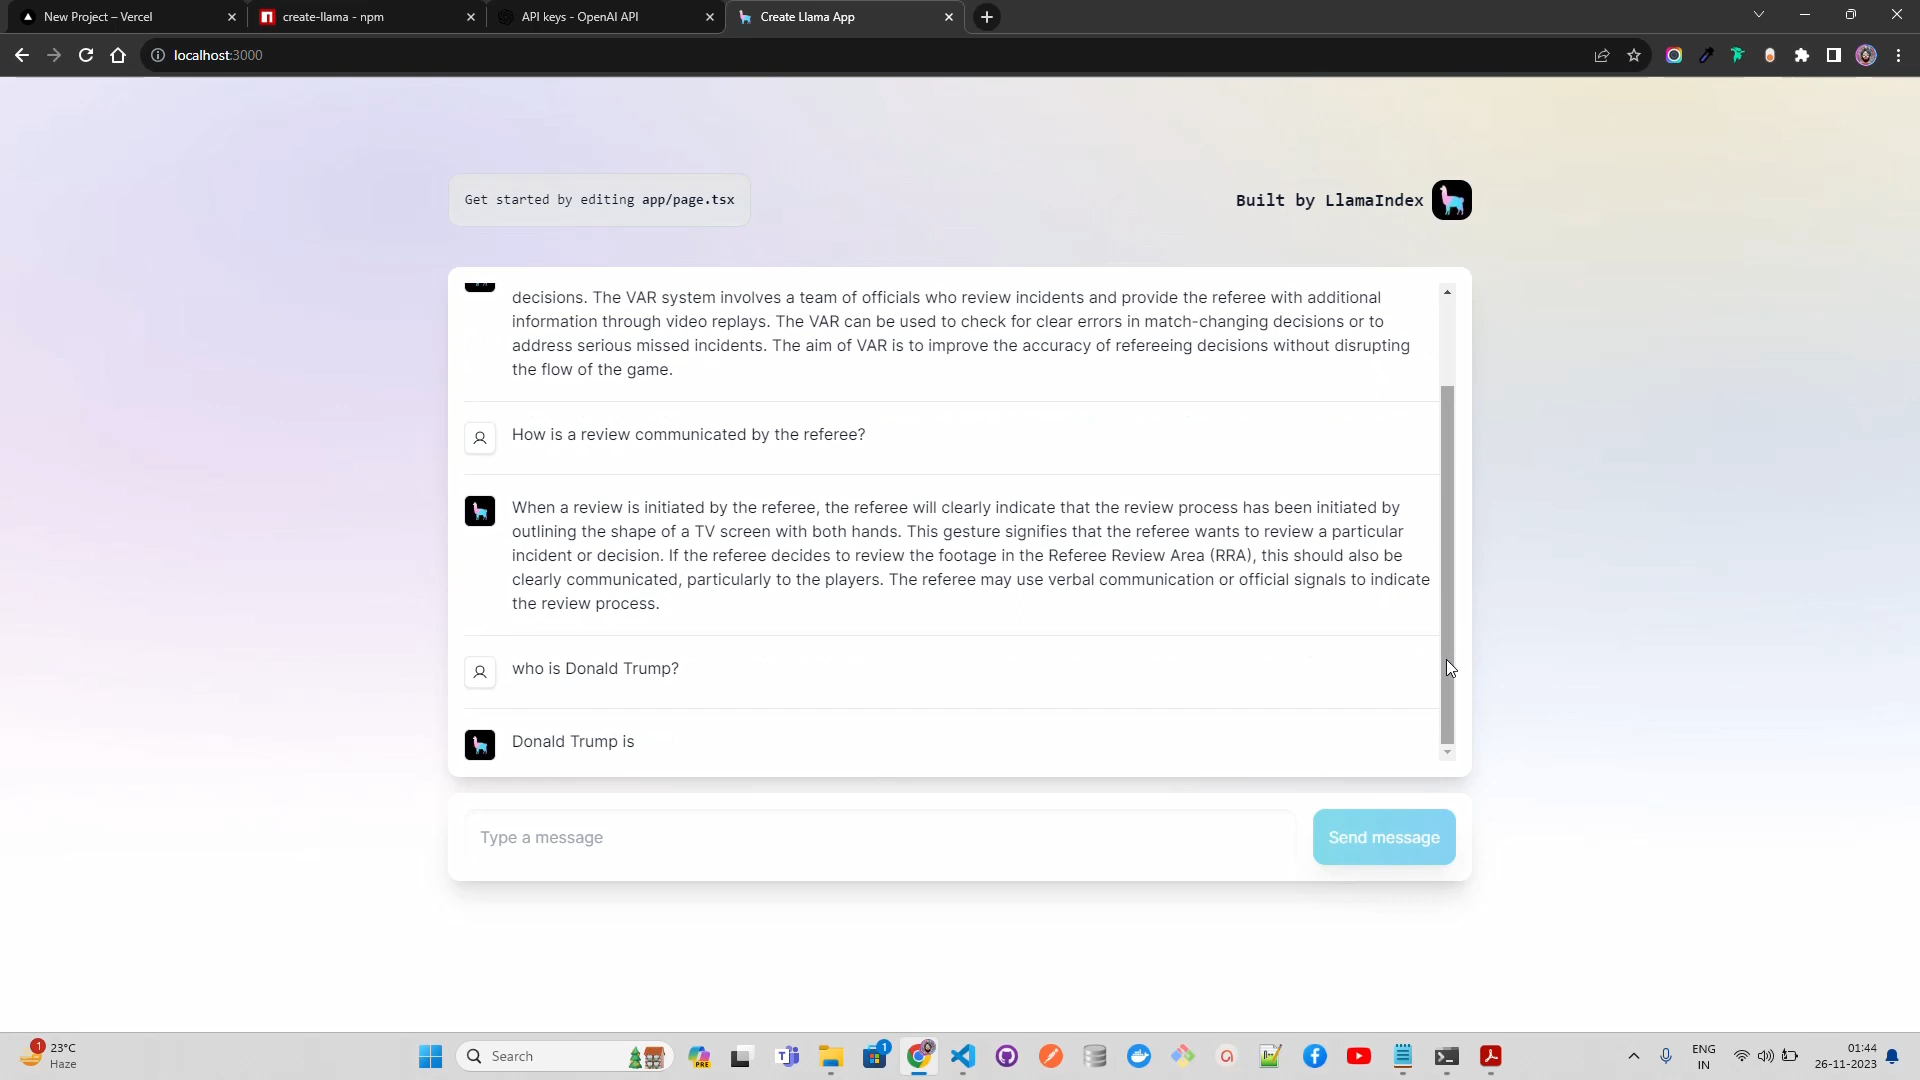 New Project – Vercel
create-llama - npm
API keys - OpenAI API
Create Llama App
localhost:3000
Get started by editing app/page.tsx
Built by LlamaIndex
decisions. The VAR system involves a team of officials who review incidents and provide the referee with additional
information through video replays. The VAR can be used to check for clear errors in match-changing decisions or to
address serious missed incidents. The aim of VAR is to improve the accuracy of refereeing decisions without disrupting
the flow of the game.
How is a review communicated by the referee?
When a review is initiated by the referee, the referee will clearly indicate that the review process has been initiated by
outlining the shape of a TV screen with both hands. This gesture signifies that the referee wants to review a particular
incident or decision. If the referee decides to review the footage in the Referee Review Area (RRA), this should also be
clearly communicated, particularly to the players. The referee may use verbal communication or official signals to indicate
the review process.
who is Donald Trump?
Donald Trump is
Type a message
Send message
1
23°C
Haze
Search
PRE
1
ENG
IN
01:44
26-11-2023